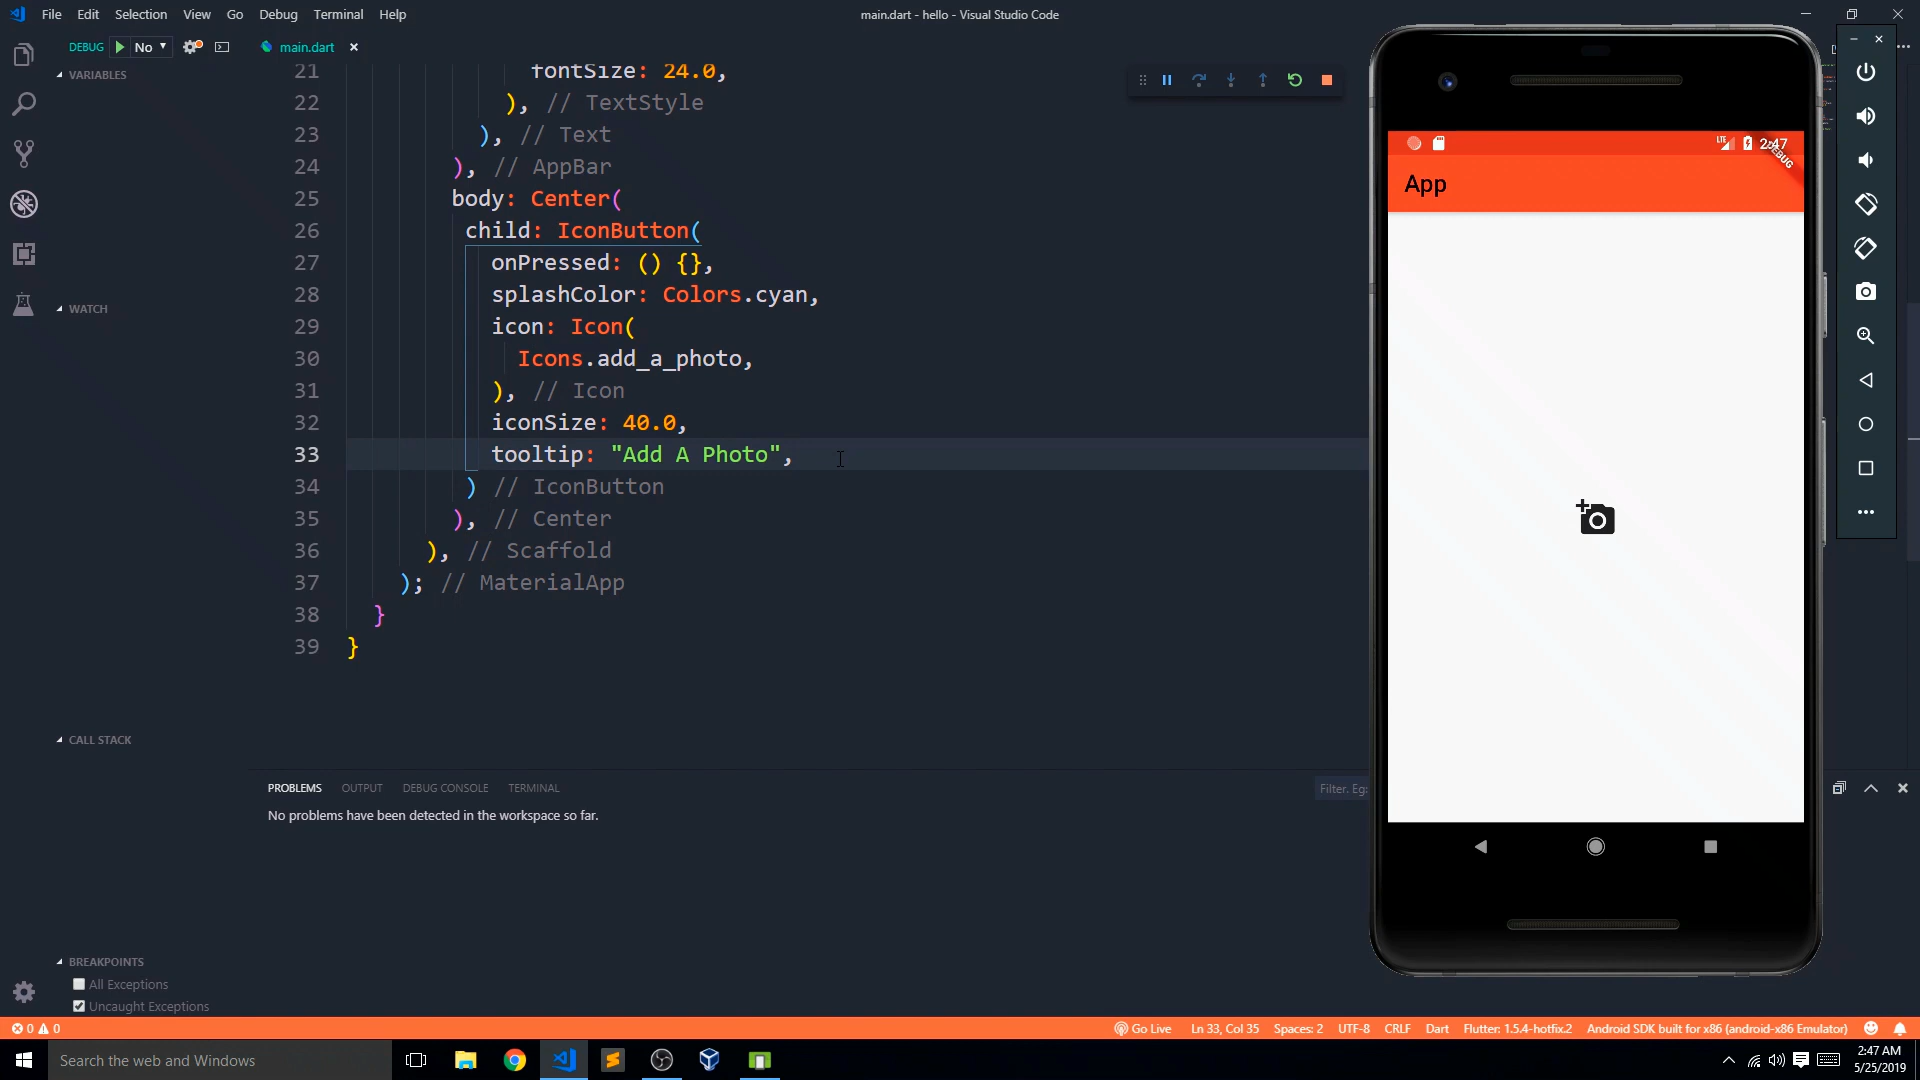 File Edit Selection View Go Debug Terminal Help
main.dart - hello - Visual Studio Code
DEBUG No
main.dart
VARIABLES
WATCH
CALL STACK
BREAKPOINTS
All Exceptions
Uncaught Exceptions
21 fontSize: 24.0,
22 ), // TextStyle
23 ), // Text
24 ), // AppBar
25 body: Center(
26 child: IconButton(
27 onPressed: () {},
28 splashColor: Colors.cyan,
29 icon: Icon(
30 Icons.add_a_photo,
31 ), // Icon
32 iconSize: 40.0,
33 tooltip: "Add A Photo",
34 ) // IconButton
35 ), // Center
36 ), // Scaffold
37 ); // MaterialApp
38 }
39 }
PROBLEMS OUTPUT DEBUG CONSOLE TERMINAL
Filter. Eg:
No problems have been detected in the workspace so far.
LTE 2:47
DEBUG
App
0 0
Go Live Ln 33, Col 35 Spaces: 2 UTF-8 CRLF Dart Flutter: 1.5.4-hotfix.2 Android SDK built for x86 (android-x86 Emulator)
Search the web and Windows
2:47 AM
5/25/2019